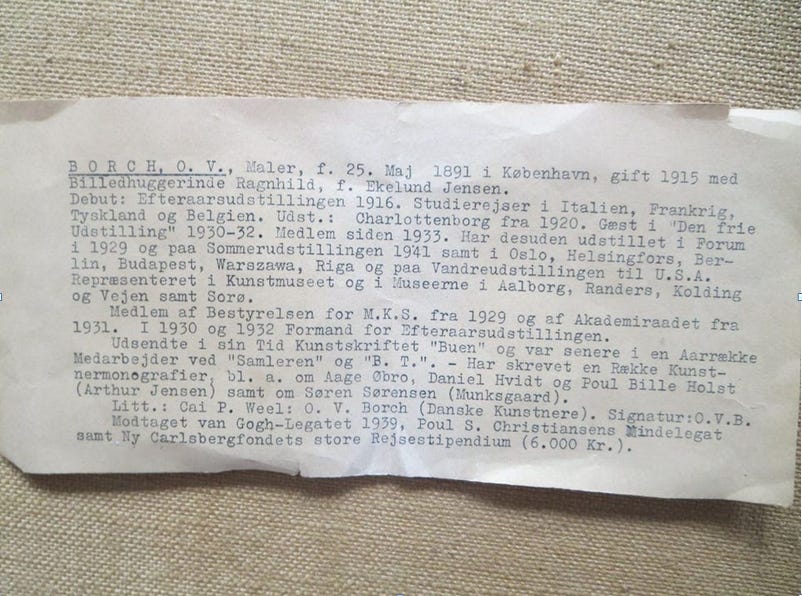 B O R C H, O. V., Maler, f. 25. Maj 1891 i København, gift 1915 med
Billedhuggerinde Ragnhild, f. Ekelund Jensen.
Debut: Efteraarsudstillingen 1916. Studierejser i Italien, Frankrig,
Tyskland og Belgien. Udst.: Charlottenborg fra 1920. Gæst i "Den frie
Udstilling" 1930-32. Medlem siden 1933. Har desuden udstillet i Forum
i 1929 og paa Sommerudstillingen 1941 samt i Oslo, Helsingfors, Ber-
lin, Budapest, Warszawa, Riga og paa Vandreudstillingen til U.S.A.
Repræsenteret i Kunstmuseet og i Museerne i Aalborg, Randers, Kolding
og Vejen samt Sorø.
Medlem af Bestyrelsen for M.K.S. fra 1929 og af Akademiraadet fra
1931. I 1930 og 1932 Formand for Efteraarsudstillingen.
Udsendte i sin Tid Kunstskriftet "Buen" og var senere i en Aarrække
Medarbejder ved "Samleren" og "B. T.". - Har skrevet en Række Kunst-
nermonografier, bl. a. om Aage Øbro, Daniel Hvidt og Poul Bille Holst
(Arthur Jensen) samt om Søren Sørensen (Munksgaard).
Litt.: Cai P. Weel: O. V. Borch (Danske Kunstnere). Signatur:O.V.B.
Modtaget van Gogh-Legatet 1939, Poul S. Christiansens Mindelegat
samt Ny Carlsbergfondets store Rejsestipendium (6.000 Kr.).